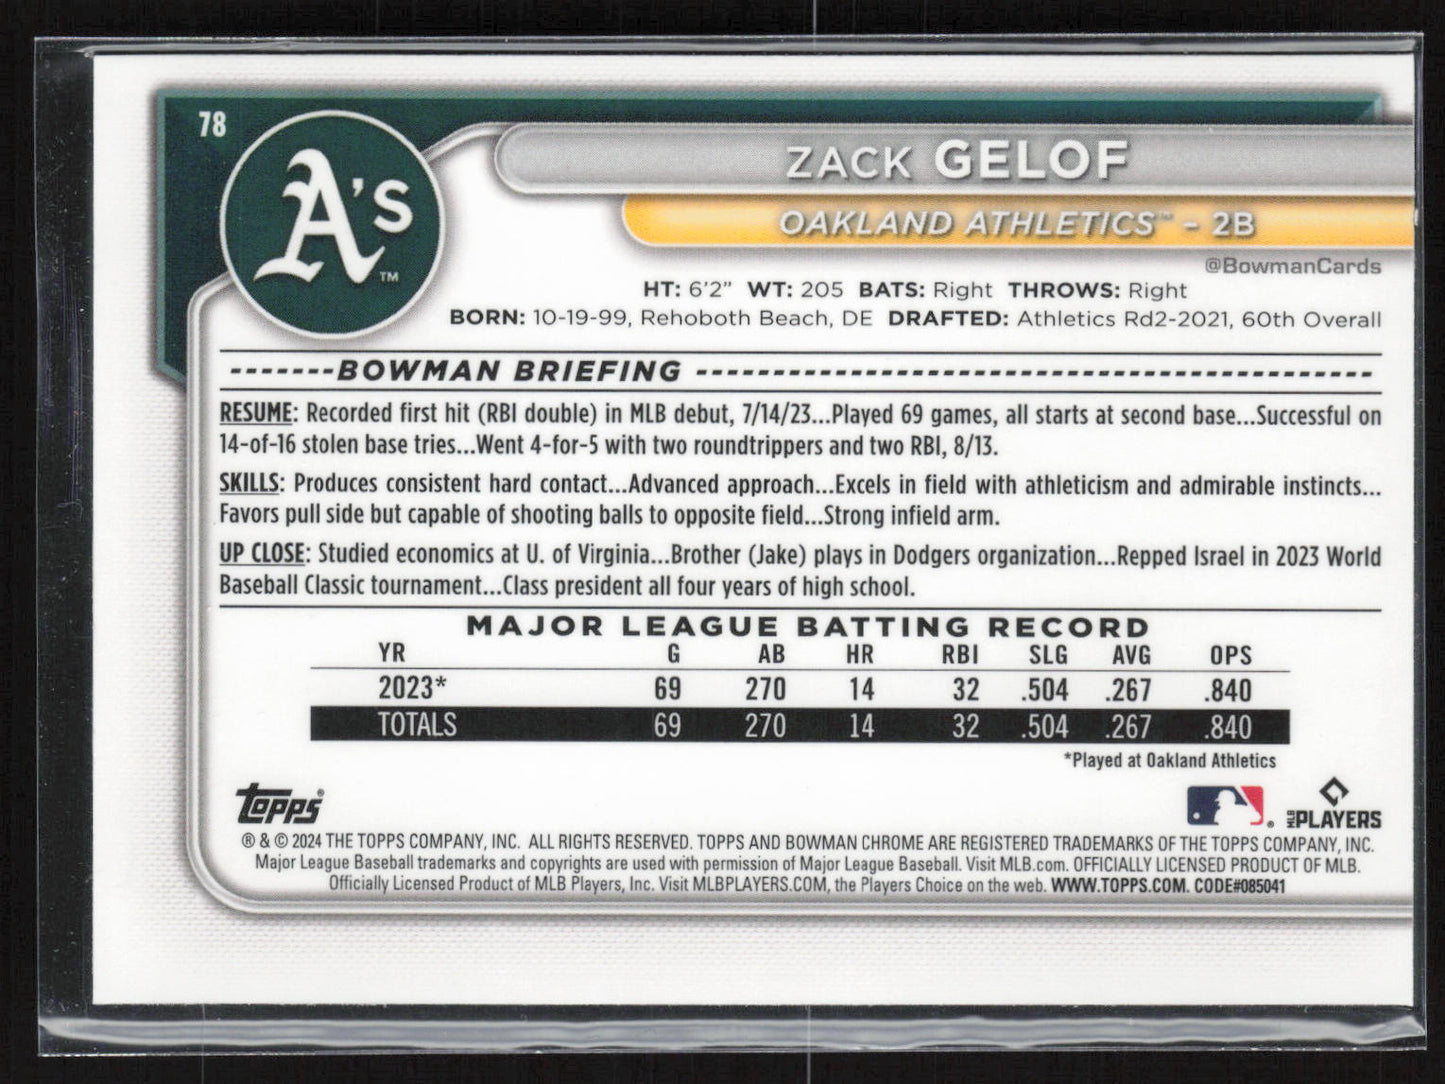 78
A's™
ZACK GELOF
OAKLAND ATHLETICS™ – 2B
@BowmanCards
HT: 6'2" WT: 205 BATS: Right THROWS: Right
BORN: 10-19-99, Rehoboth Beach, DE DRAFTED: Athletics Rd2-2021, 60th Overall
BOWMAN BRIEFING
RESUME: Recorded first hit (RBI double) in MLB debut, 7/14/23...Played 69 games, all starts at second base...Successful on
14-of-16 stolen base tries...Went 4-for-5 with two roundtrippers and two RBI, 8/13.
SKILLS: Produces consistent hard contact...Advanced approach...Excels in field with athleticism and admirable instincts...
Favors pull side but capable of shooting balls to opposite field...Strong infield arm.
UP CLOSE: Studied economics at U. of Virginia...Brother (Jake) plays in Dodgers organization...Repped Israel in 2023 World
Baseball Classic tournament...Class president all four years of high school.
MAJOR LEAGUE BATTING RECORD
YR G AB HR RBI SLG AVG OPS
2023* 69 270 14 32 .504 .267 .840
TOTALS 69 270 14 32 .504 .267 .840
*Played at Oakland Athletics
topps®
®
MLB PLAYERS
® & © 2024 THE TOPPS COMPANY, INC. ALL RIGHTS RESERVED. TOPPS AND BOWMAN CHROME ARE REGISTERED TRADEMARKS OF THE TOPPS COMPANY, INC.
Major League Baseball trademarks and copyrights are used with permission of Major League Baseball. Visit MLB.com. OFFICIALLY LICENSED PRODUCT OF MLB.
Officially Licensed Product of MLB Players, Inc. Visit MLBPLAYERS.COM, the Players Choice on the web. WWW.TOPPS.COM. CODE#085041